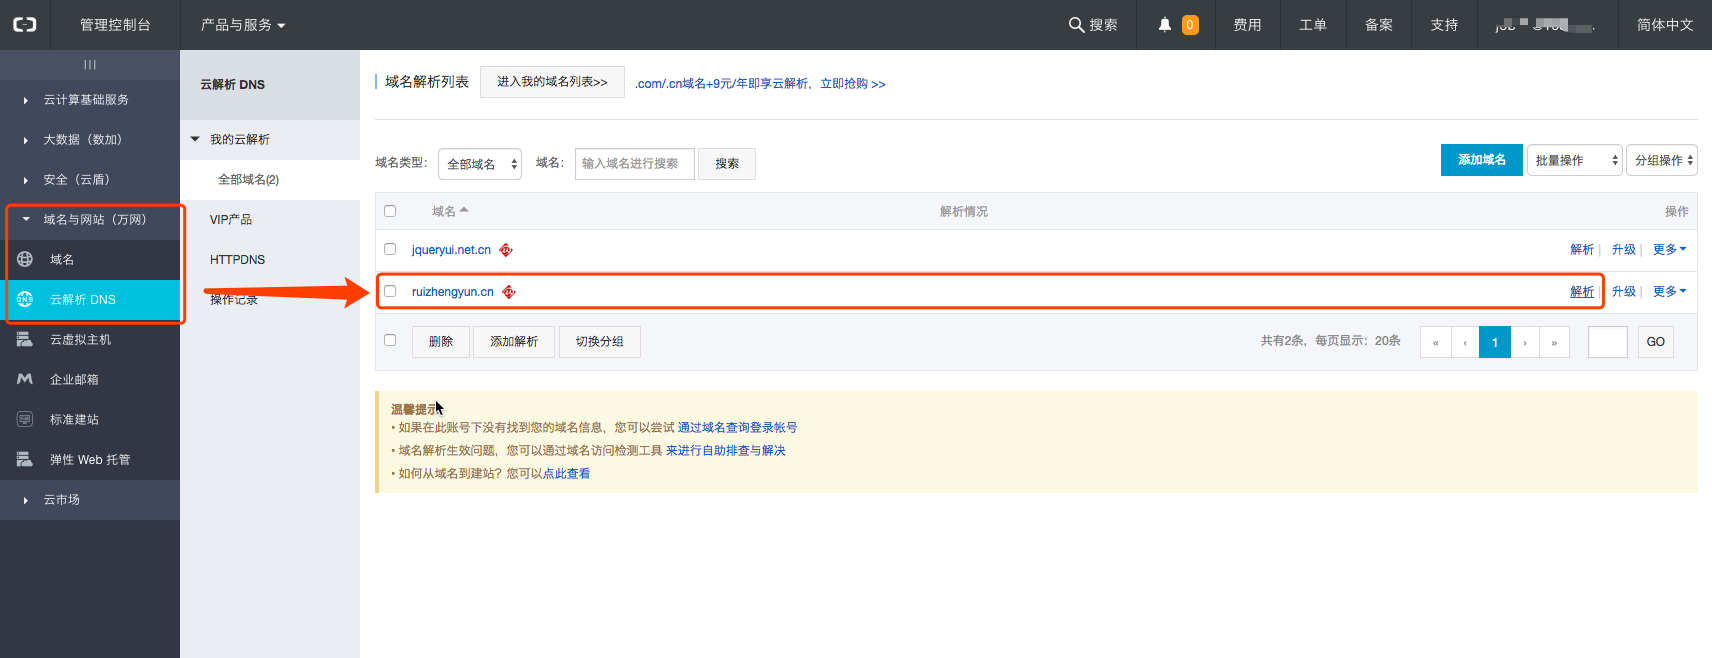 管理控制台 产品与服务 搜索 0 费用 工单 备案 支持 简体中文
云计算基础服务
大数据（数加）
安全（云盾）
域名与网站（万网）
域名
DNS 云解析 DNS
云虚拟主机
企业邮箱
标准建站
弹性 Web 托管
云市场
云解析 DNS
我的云解析
全部域名(2)
VIP产品
HTTPDNS
操作记录
域名解析列表 进入我的域名列表>> .com/.cn域名+9元/年即享云解析，立即抢购 >>
域名类型： 全部域名 域名： 输入域名进行搜索 搜索 添加域名 批量操作 分组操作
域名 解析情况 操作
jqueryui.net.cn 解析 | 升级 | 更多
ruizhengyun.cn 解析 | 升级 | 更多
删除 添加解析 切换分组 共有2条，每页显示：20条 « ‹ 1 › » GO
温馨提示
• 如果在此账号下没有找到您的域名信息，您可以尝试 通过域名查询登录帐号
• 域名解析生效问题，您可以通过域名访问检测工具 来进行自助排查与解决
• 如何从域名到建站？您可以点此查看